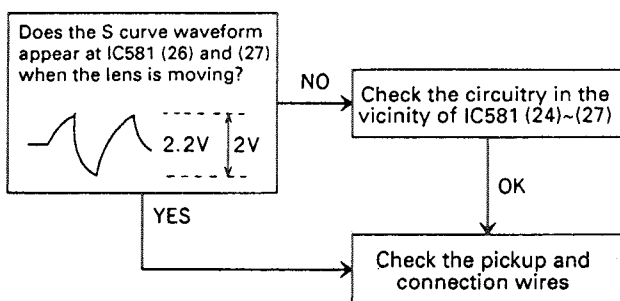 Does the S curve waveform
appear at IC581 (26) and (27)
when the lens is moving?
2.2V
2V
NO
Check the circuitry in the
vicinity of IC581 (24)~(27)
OK
YES
Check the pickup and
connection wires